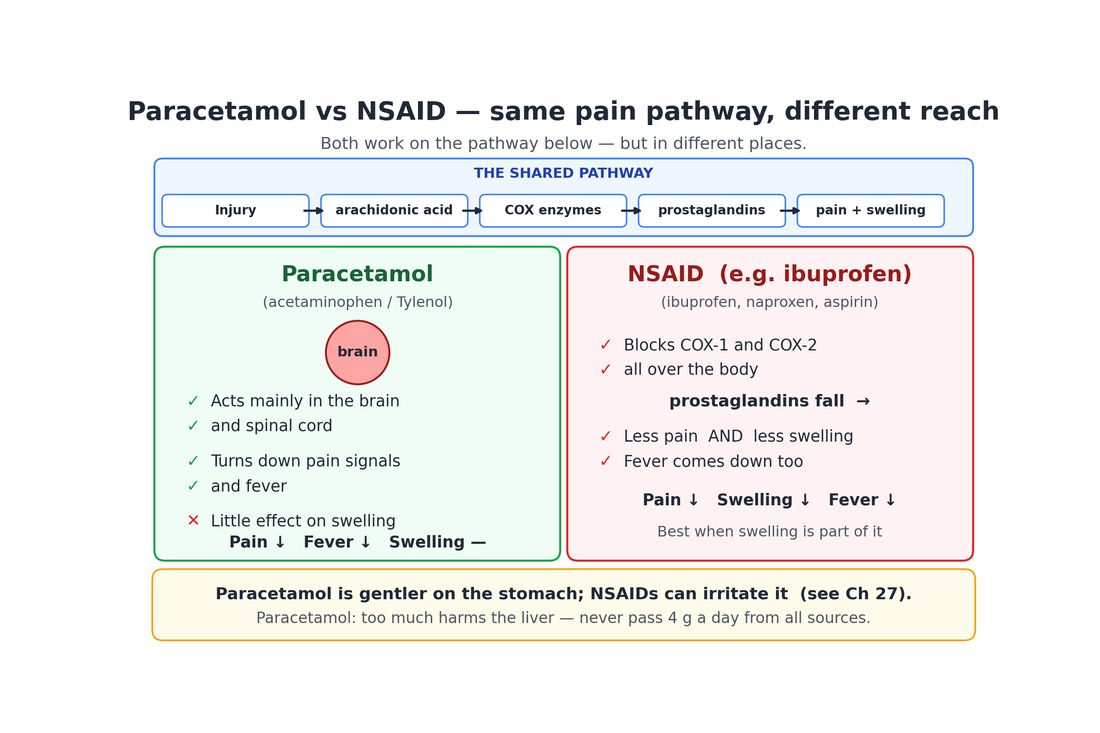 Paracetamol vs NSAID — same pain pathway, different reach
Both work on the pathway below — but in different places.
THE SHARED PATHWAY
Injury → arachidonic acid → COX enzymes → prostaglandins → pain + swelling
Paracetamol
(acetaminophen / Tylenol)
brain
✓ Acts mainly in the brain
✓ and spinal cord
✓ Turns down pain signals
✓ and fever
✕ Little effect on swelling
Pain ↓ Fever ↓ Swelling —
NSAID (e.g. ibuprofen)
(ibuprofen, naproxen, aspirin)
✓ Blocks COX-1 and COX-2
✓ all over the body
prostaglandins fall →
✓ Less pain AND less swelling
✓ Fever comes down too
Pain ↓ Swelling ↓ Fever ↓
Best when swelling is part of it
Paracetamol is gentler on the stomach; NSAIDs can irritate it (see Ch 27).
Paracetamol: too much harms the liver — never pass 4 g a day from all sources.